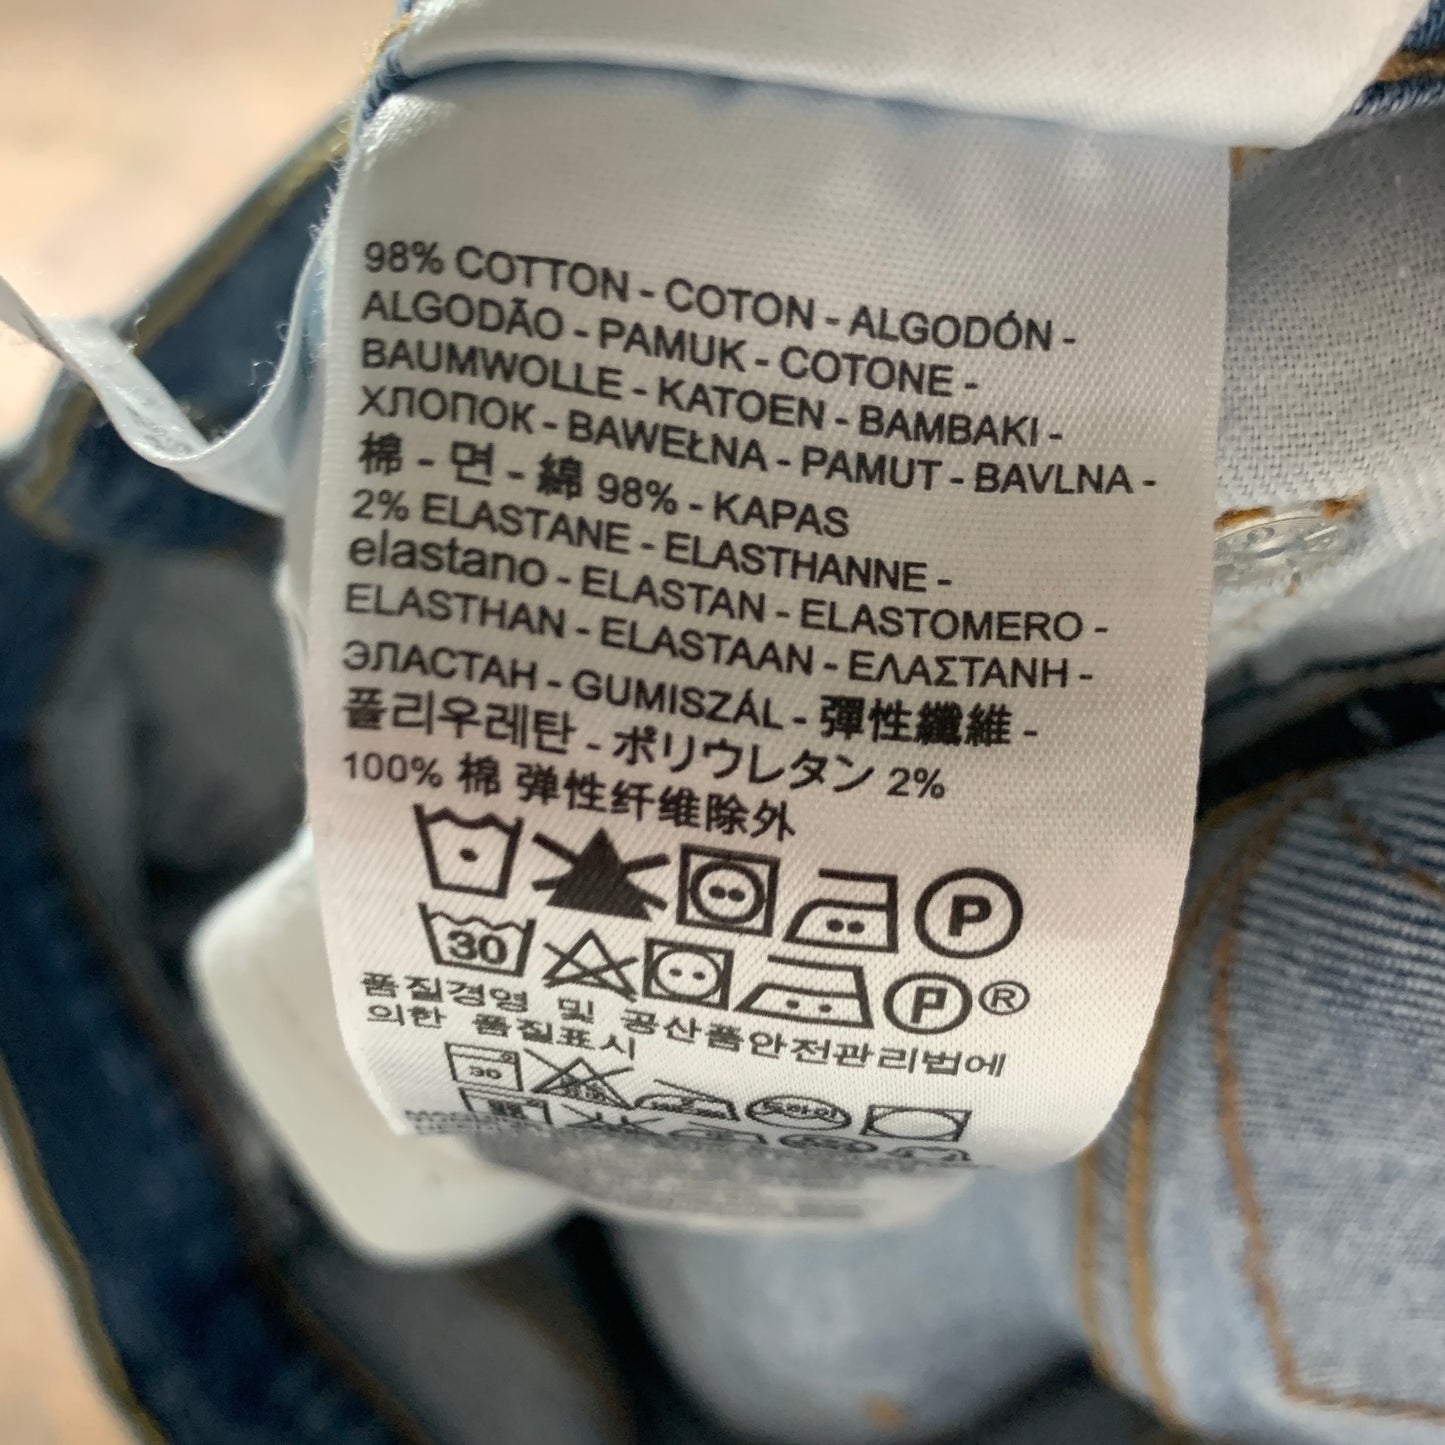 98% COTTON - COTON - ALGODÓN -
ALGODÃO - PAMUK - COTONE -
BAUMWOLLE - KATOEN - BAMBAKI -
ХЛОПОК - BAWEŁNA - PAMUT - BAVLNA -
棉 - 면 - 綿 98% - KAPAS
2% ELASTANE - ELASTHANNE -
elastano - ELASTAN - ELASTOMERO -
ELASTHAN - ELASTAAN - ΕΛΑΣΤΑΝΗ -
ЭЛАСТАН - GUMISZÁL - 彈性纖維 -
폴리우레탄 - ポリウレタン 2%
100% 棉 弹性纤维除外
P
30 P ®
품질경영 및 공산품안전관리법에
의한 품질표시
30